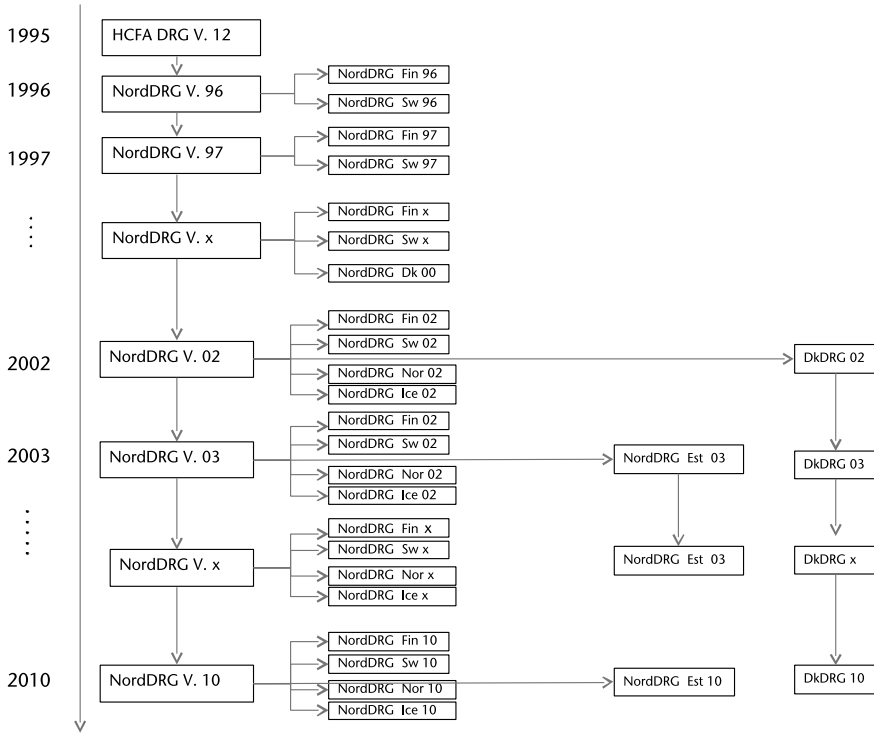 1995
HCFA DRG V. 12
1996
NordDRG V. 96
NordDRG Fin 96
NordDRG Sw 96
1997
NordDRG V. 97
NordDRG Fin 97
NordDRG Sw 97
NordDRG V. x
NordDRG Fin x
NordDRG Sw x
NordDRG Dk 00
2002
NordDRG V. 02
NordDRG Fin 02
NordDRG Sw 02
NordDRG Nor 02
NordDRG Ice 02
DkDRG 02
2003
NordDRG V. 03
NordDRG Fin 02
NordDRG Sw 02
NordDRG Nor 02
NordDRG Ice 02
NordDRG Est 03
DkDRG 03
NordDRG V. x
NordDRG Fin x
NordDRG Sw x
NordDRG Nor x
NordDRG Ice x
NordDRG Est 03
DkDRG x
2010
NordDRG V. 10
NordDRG Fin 10
NordDRG Sw 10
NordDRG Nor 10
NordDRG Ice 10
NordDRG Est 10
DkDRG 10